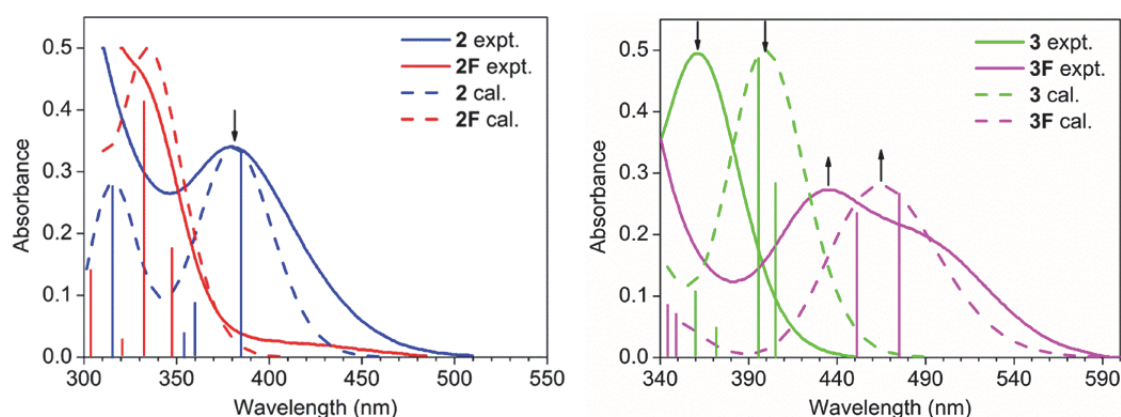 0.5
0.4
0.3
0.2
0.1
0.0
Absorbance
300 350 400 450 500 550
Wavelength (nm)
2 expt.
2F expt.
2 cal.
2F cal.
0.5
0.4
0.3
0.2
0.1
0.0
Absorbance
340 390 440 490 540 590
Wavelength (nm)
3 expt.
3F expt.
3 cal.
3F cal.